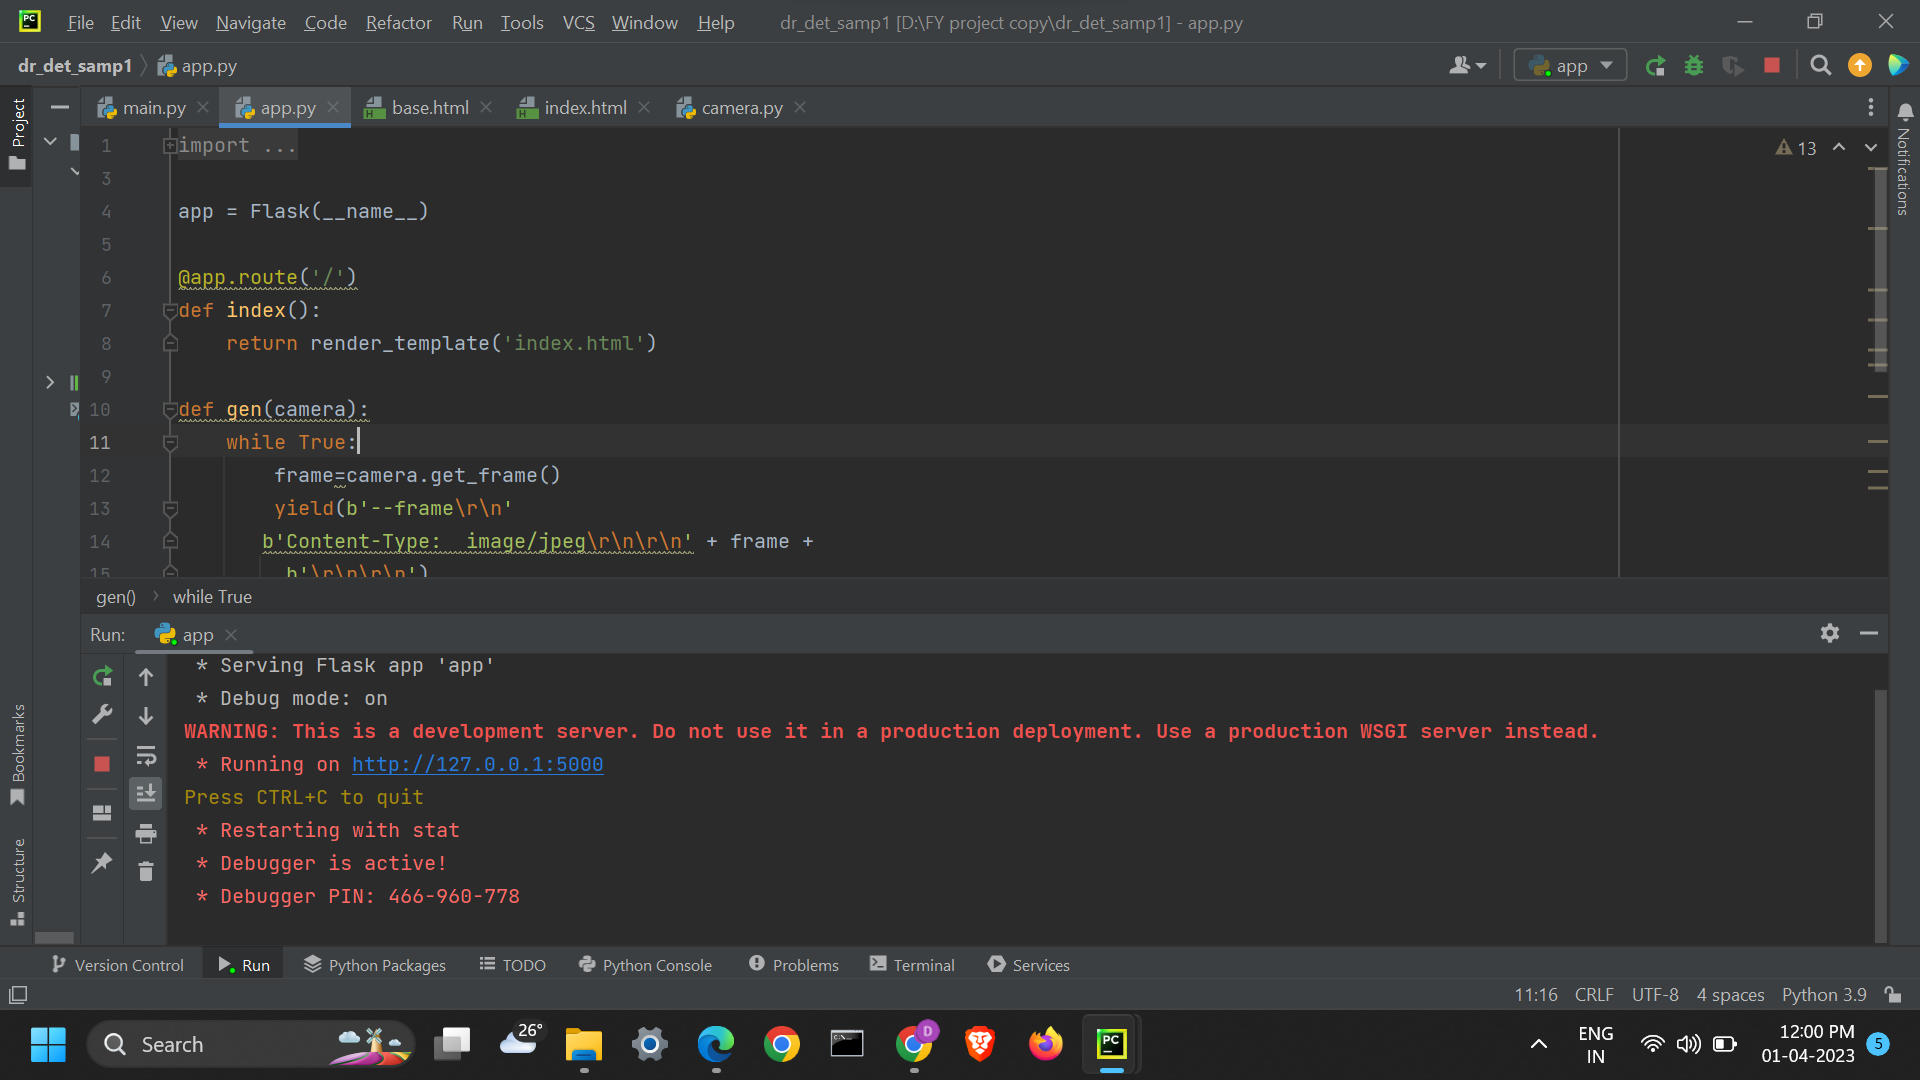 PC File Edit View Navigate Code Refactor Run Tools VCS Window Help dr_det_samp1 [D:\FY project copy\dr_det_samp1] - app.py
dr_det_samp1 app.py app
Project
main.py app.py base.html index.html camera.py
Notifications
13
1 import ...
3
4 app = Flask(__name__)
5
6 @app.route('/')
7 def index():
8 return render_template('index.html')
9
10 def gen(camera):
11 while True:
12 frame=camera.get_frame()
13 yield(b'--frame\r\n'
14 b'Content-Type:  image/jpeg\r\n\r\n' + frame +
15 b'\r\n\r\n')
gen() while True
Run: app
* Serving Flask app 'app'
* Debug mode: on
WARNING: This is a development server. Do not use it in a production deployment. Use a production WSGI server instead.
* Running on http://127.0.0.1:5000
Press CTRL+C to quit
* Restarting with stat
* Debugger is active!
* Debugger PIN: 466-960-778
Bookmarks
Structure
Version Control Run Python Packages TODO Python Console Problems Terminal Services
11:16 CRLF UTF-8 4 spaces Python 3.9
Search 26° D PC ENG 12:00 PM 5
IN 01-04-2023